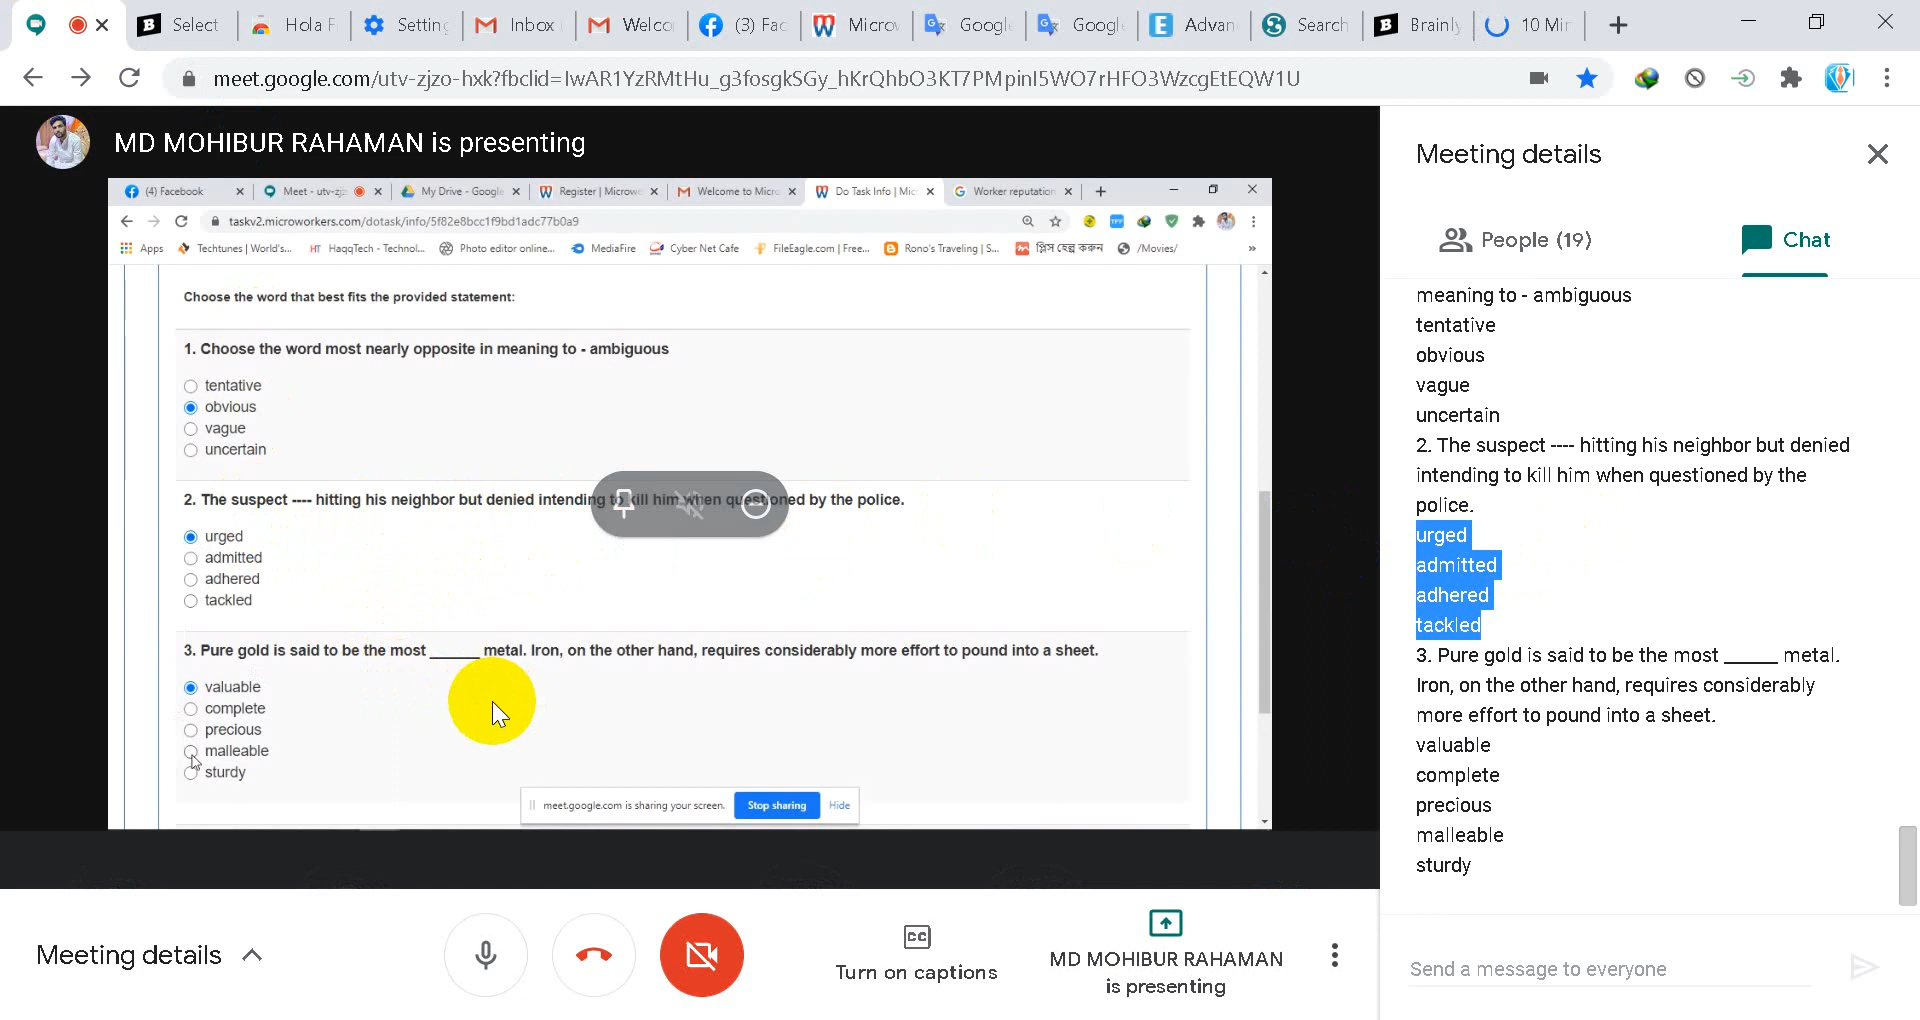 Select
Hola F
Setting
Inbox
Welco
(3) Fac
Microw
Google
Google
Advan
Search
Brainly
10 Min
meet.google.com/utv-zjzo-hxk?fbclid=IwAR1YzRMtHu_g3fosgkSGy_hKrQhbO3KT7PMpinI5WO7rHFO3WzcgEtEQW1U
MD MOHIBUR RAHAMAN is presenting
(4) Facebook
Meet - utv-zjz
My Drive - Google
Register | Microwo
Welcome to Micro
Do Task Info | Mic
Worker reputation
taskv2.microworkers.com/dotask/info/5f82e8bcc1f9bd1adc77b0a9
Apps
Techtunes | World's...
HaqqTech - Technol...
Photo editor online...
MediaFire
Cyber Net Cafe
FileEagle.com | Free...
Rono's Traveling | S...
প্লিস হেল্প করুন
/Movies/
Choose the word that best fits the provided statement:
1. Choose the word most nearly opposite in meaning to - ambiguous
tentative
obvious
vague
uncertain
2. The suspect ---- hitting his neighbor but denied intending to kill him when questioned by the police.
urged
admitted
adhered
tackled
3. Pure gold is said to be the most ______ metal. Iron, on the other hand, requires considerably more effort to pound into a sheet.
valuable
complete
precious
malleable
sturdy
meet.google.com is sharing your screen.
Stop sharing
Hide
Meeting details
People (19)
Chat
meaning to - ambiguous
tentative
obvious
vague
uncertain
2. The suspect ---- hitting his neighbor but denied
intending to kill him when questioned by the
police.
urged
admitted
adhered
tackled
3. Pure gold is said to be the most ______ metal.
Iron, on the other hand, requires considerably
more effort to pound into a sheet.
valuable
complete
precious
malleable
sturdy
Send a message to everyone
Meeting details
CC
Turn on captions
MD MOHIBUR RAHAMAN
is presenting